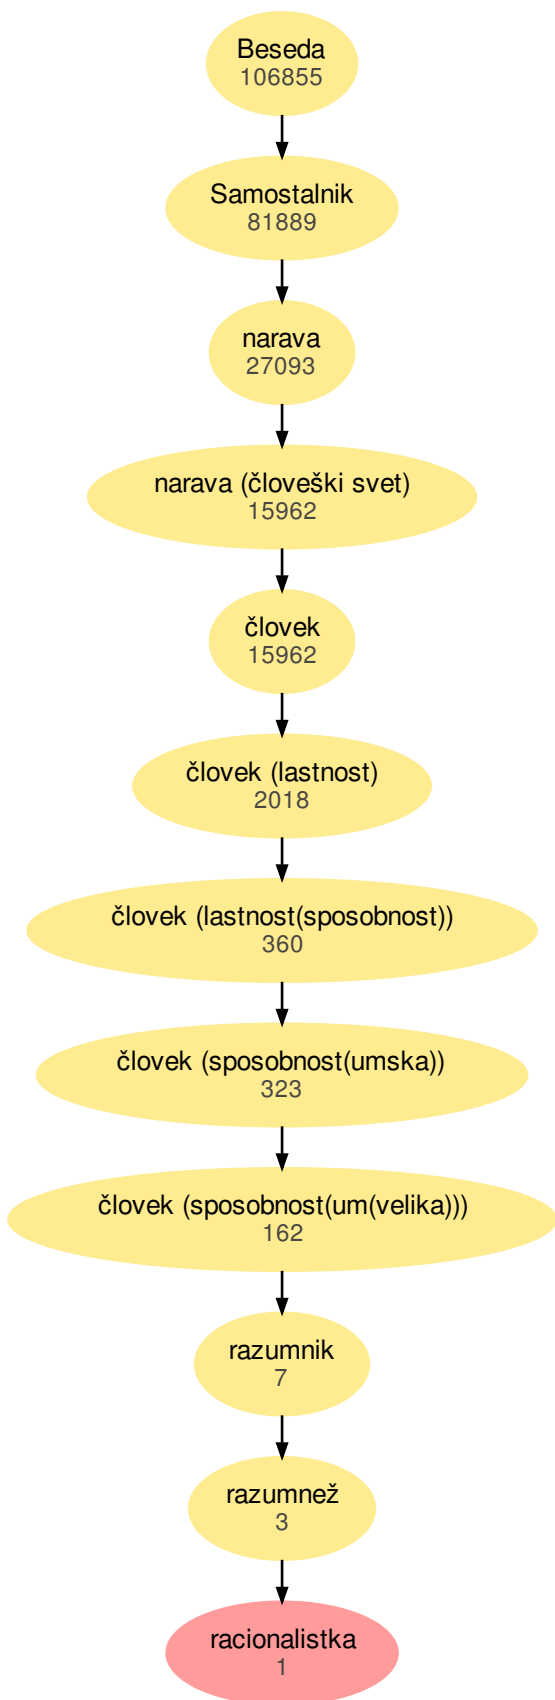 Beseda
106855
Samostalnik
81889
narava
27093
narava (človeški svet)
15962
človek
15962
človek (lastnost)
2018
človek (lastnost(sposobnost))
360
človek (sposobnost(umska))
323
človek (sposobnost(um(velika)))
162
razumnik
7
razumnež
3
racionalistka
1